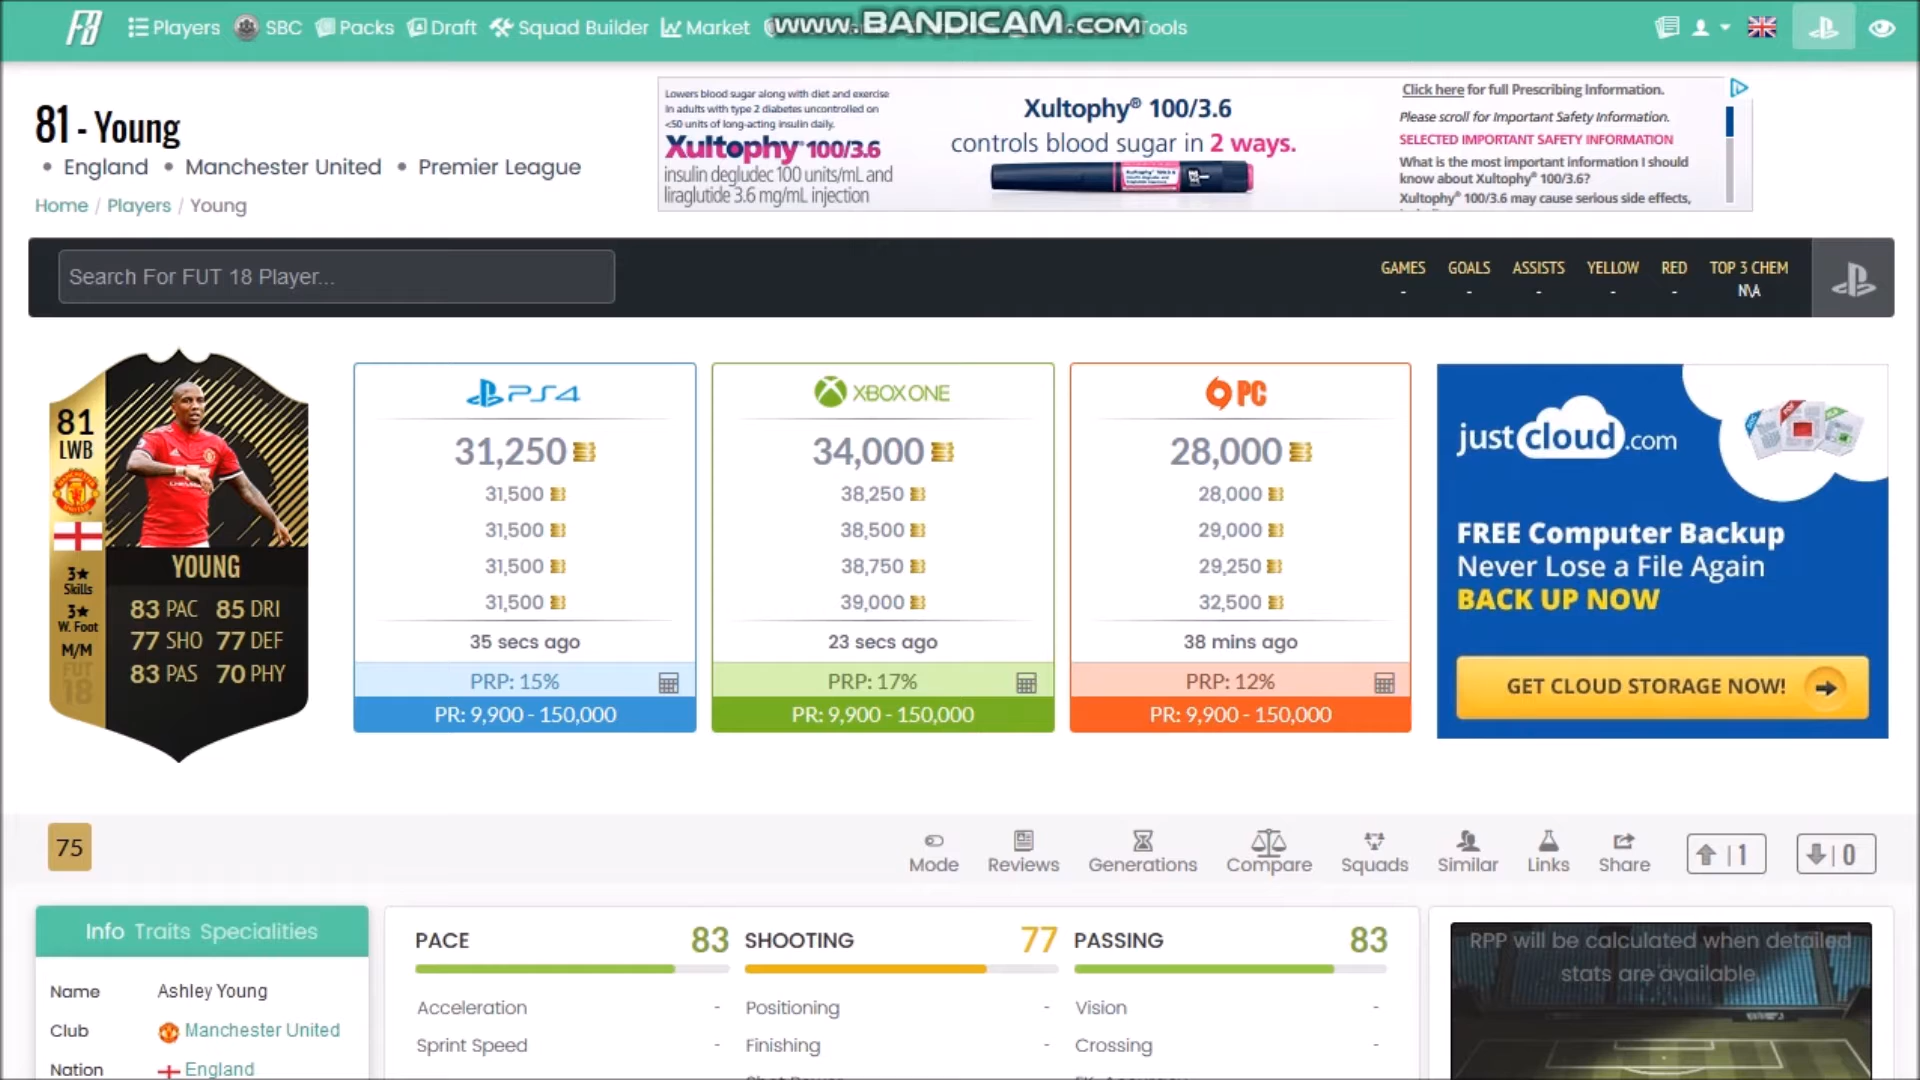 Players SBC Packs Draft Squad Builder Market Tools
www.BANDICAM.com
81 - Young
England • Manchester United • Premier League
Home / Players / Young
Lowers blood sugar along with diet and exercise
in adults with type 2 diabetes uncontrolled on
<50 units of long-acting insulin daily.
Xultophy® 100/3.6
insulin degludec 100 units/mL and
liraglutide 3.6 mg/mL injection
Xultophy® 100/3.6
controls blood sugar in 2 ways.
Click here for full Prescribing Information.
Please scroll for Important Safety Information.
SELECTED IMPORTANT SAFETY INFORMATION
What is the most important information I should
know about Xultophy® 100/3.6?
Xultophy® 100/3.6 may cause serious side effects,
Search For FUT 18 Player...
GAMES GOALS ASSISTS YELLOW RED TOP 3 CHEM
- - - - - N\A
81
LWB
3★
Skills
3★
W. Foot
M/M
FUT
18
YOUNG
83 PAC 85 DRI
77 SHO 77 DEF
83 PAS 70 PHY
PS4
31,250
31,500
31,500
31,500
31,500
35 secs ago
PRP: 15%
PR: 9,900 - 150,000
XBOX ONE
34,000
38,250
38,500
38,750
39,000
23 secs ago
PRP: 17%
PR: 9,900 - 150,000
PC
28,000
28,000
29,000
29,250
32,500
38 mins ago
PRP: 12%
PR: 9,900 - 150,000
justcloud.com
FREE Computer Backup
Never Lose a File Again
BACK UP NOW
GET CLOUD STORAGE NOW!
75
Mode Reviews Generations Compare Squads Similar Links Share 1 0
Info Traits Specialities
Name Ashley Young
Club Manchester United
Nation England
PACE 83
Acceleration -
Sprint Speed -
SHOOTING 77
Positioning -
Finishing -
PASSING 83
Vision -
Crossing -
RPP will be calculated when detailed
stats are available